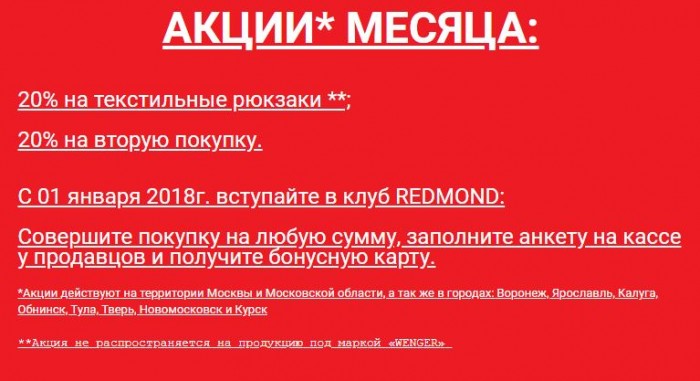 АКЦИИ* МЕСЯЦА:
20% на текстильные рюкзаки **;
20% на вторую покупку.
С 01 января 2018г. вступайте в клуб REDMOND:
Совершите покупку на любую сумму, заполните анкету на кассе
у продавцов и получите бонусную карту.
*Акции действуют на территории Москвы и Московской области, а так же в городах: Воронеж, Ярославль, Калуга,
Обнинск, Тула, Тверь, Новомосковск и Курск
**Акция не распространяется на продукцию под маркой «WENGER»